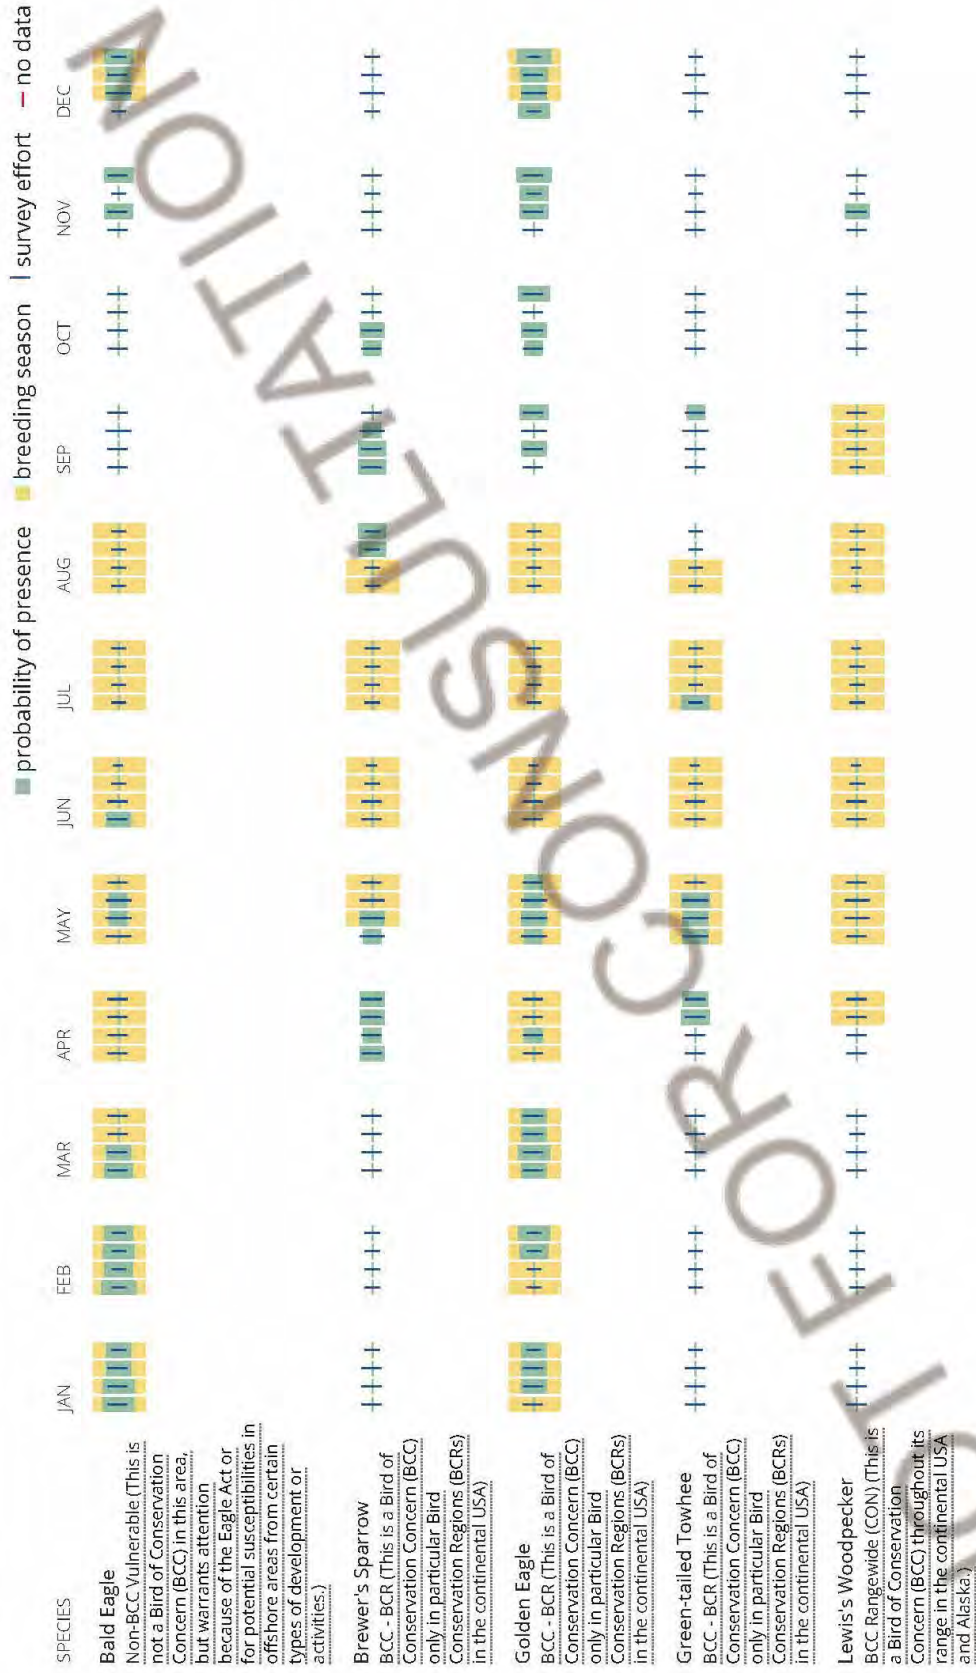 probability of presence breeding season survey effort no data
SPECIES JAN FEB MAR APR MAY JUN JUL AUG SEP OCT NOV DEC
Bald Eagle
Non-BCC Vulnerable (This is
not a Bird of Conservation
Concern (BCC) in this area,
but warrants attention
because of the Eagle Act or
for potential susceptibilities in
offshore areas from certain
types of development or
activities.)
Brewer's Sparrow
BCC - BCR (This is a Bird of
Conservation Concern (BCC)
only in particular Bird
Conservation Regions (BCRs)
in the continental USA)
Golden Eagle
BCC - BCR (This is a Bird of
Conservation Concern (BCC)
only in particular Bird
Conservation Regions (BCRs)
in the continental USA)
Green-tailed Towhee
BCC - BCR (This is a Bird of
Conservation Concern (BCC)
only in particular Bird
Conservation Regions (BCRs)
in the continental USA)
Lewis's Woodpecker
BCC Rangewide (CON) (This is
a Bird of Conservation
Concern (BCC) throughout its
range in the continental USA
and Alaska.)
FOR CONSULTATION